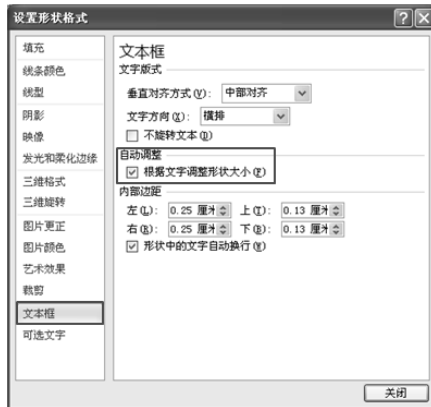 设置形状格式
填充
线条颜色
线型
阴影
映像
发光和柔化边缘
三维格式
三维旋转
图片更正
图片颜色
艺术效果
裁剪
文本框
可选文字
文本框
文字版式
垂直对齐方式(V): 中部对齐
文字方向(X): 横排
不旋转文本(D)
自动调整
根据文字调整形状大小(F)
内部边距
左(L): 0.25 厘米 上(T): 0.13 厘米
右(R): 0.25 厘米 下(B): 0.13 厘米
形状中的文字自动换行(W)
关闭